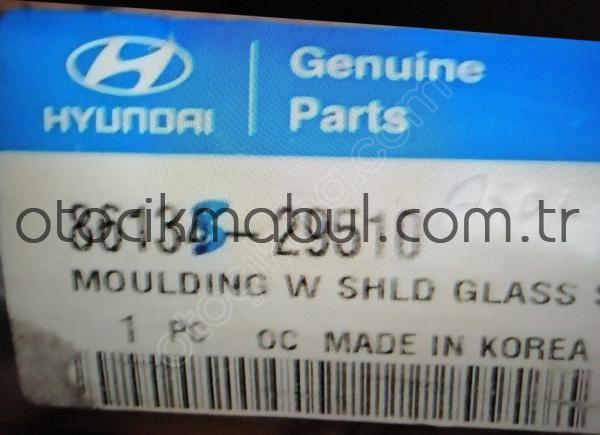 Genuine
HYUNDAI
Parts
otocikmabul.com.tr
MOULDING W SHLD GLASS
1 PC OC MADE IN KOREA